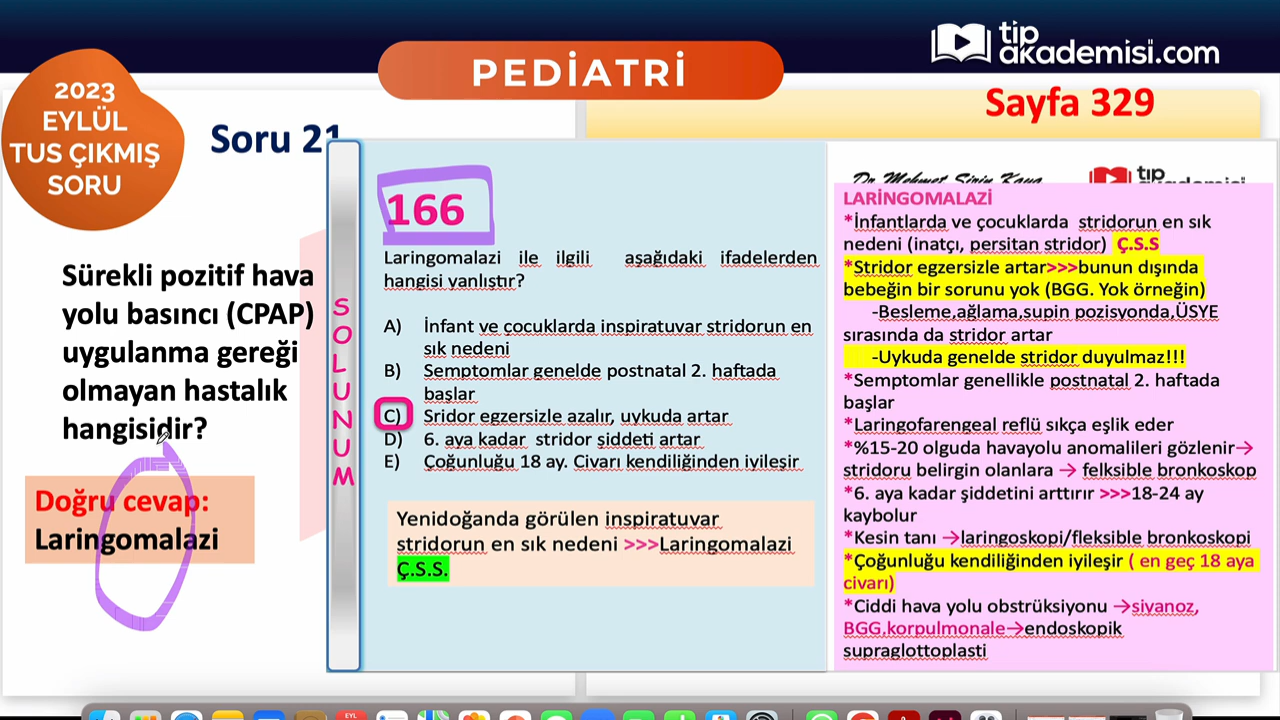 tıp
akademisi.com
PEDİATRİ
2023
EYLÜL
TUS ÇIKMIŞ
SORU
Soru 21
Sayfa 329
Sürekli pozitif hava
yolu basıncı (CPAP)
uygulanma gereği
olmayan hastalık
hangisidir?
Doğru cevap:
Laringomalazi
SOLUNUM
166
Laringomalazi ile ilgili aşağıdaki ifadelerden
hangisi yanlıştır?
A) İnfant ve çocuklarda inspiratuvar stridorun en
sık nedeni
B) Semptomlar genelde postnatal 2. haftada
başlar
C) Sridor egzersizle azalır, uykuda artar
D) 6. aya kadar stridor şiddeti artar
E) Çoğunluğu 18 ay. Civarı kendiliğinden iyileşir
Yenidoğanda görülen inspiratuvar
stridorun en sık nedeni >>>Laringomalazi
Ç.S.S.
tıp
LARİNGOMALAZİ
*İnfantlarda ve çocuklarda stridorun en sık
nedeni (inatçı, persitan stridor) Ç.S.S
*Stridor egzersizle artar>>>bunun dışında
bebeğin bir sorunu yok (BGG. Yok örneğin)
-Besleme,ağlama,supin pozisyonda,ÜSYE
sırasında da stridor artar
-Uykuda genelde stridor duyulmaz!!!
*Semptomlar genellikle postnatal 2. haftada
başlar
*Laringofarengeal reflü sıkça eşlik eder
*%15-20 olguda havayolu anomalileri gözlenir→
stridoru belirgin olanlara → felksible bronkoskop
*6. aya kadar şiddetini arttırır >>>18-24 ay
kaybolur
*Kesin tanı →laringoskopi/fleksible bronkoskopi
*Çoğunluğu kendiliğinden iyileşir ( en geç 18 aya
civarı)
*Ciddi hava yolu obstrüksiyonu →siyanoz,
BGG,korpulmonale→endoskopik
supraglottoplasti
EYL